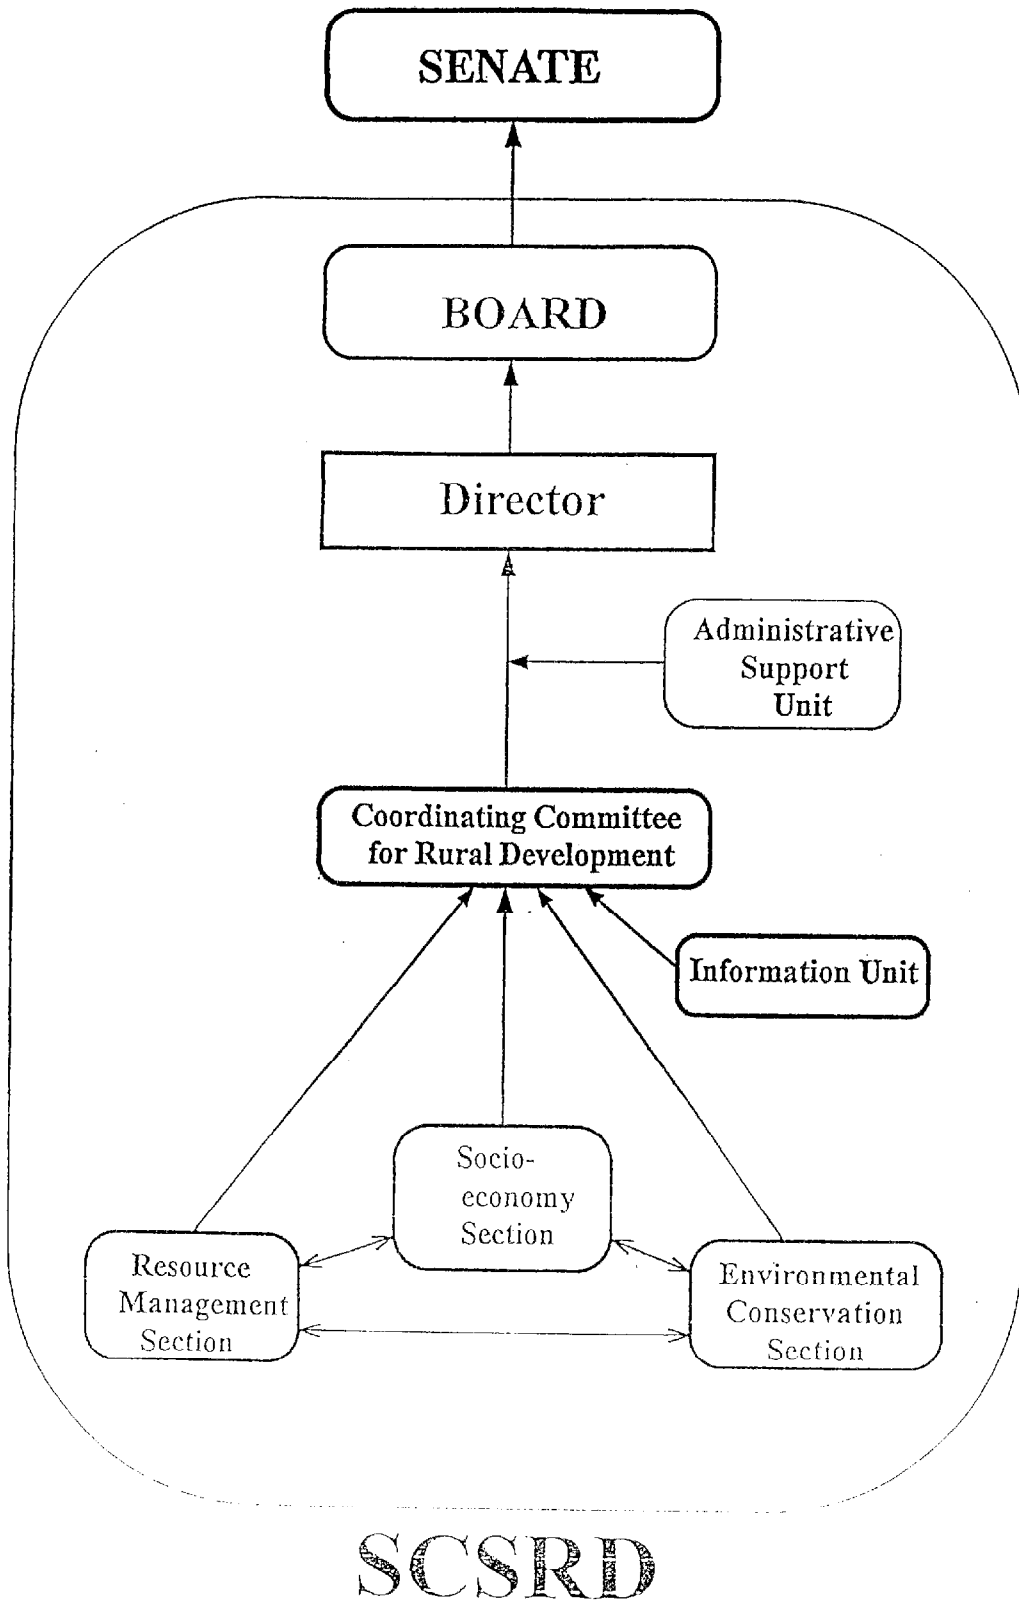 SENATE
BOARD
Director
Administrative
Support
Unit
Coordinating Committee
for Rural Development
Information Unit
Socio-
economy
Section
Resource
Management
Section
Environmental
Conservation
Section
SCSRD